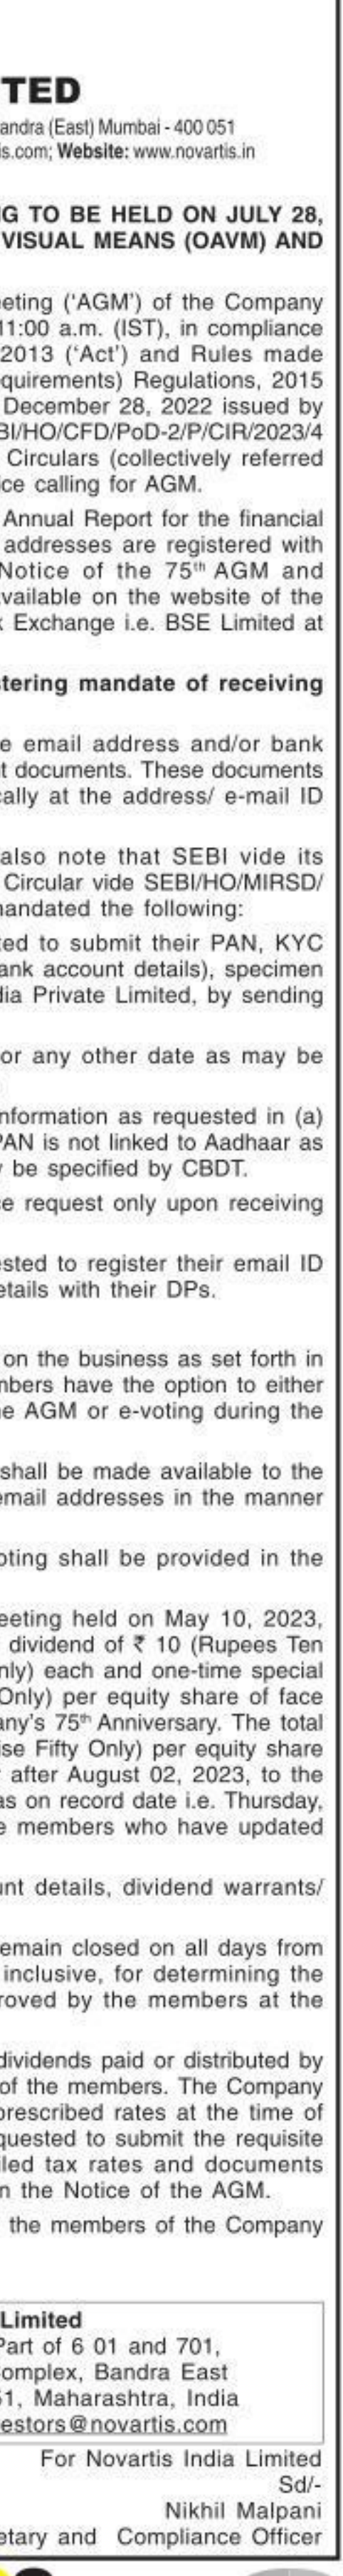 TED
andra (East) Mumbai - 400 051
is.com; Website: www.novartis.in
G TO BE HELD ON JULY 28,
VISUAL MEANS (OAVM) AND
eeting ('AGM') of the Company
11:00 a.m. (IST), in compliance
2013 ('Act') and Rules made
quirements) Regulations, 2015
December 28, 2022 issued by
BI/HO/CFD/PoD-2/P/CIR/2023/4
Circulars (collectively referred
ice calling for AGM.
Annual Report for the financial
addresses are registered with
Notice of the 75th AGM and
vailable on the website of the
k Exchange i.e. BSE Limited at
stering mandate of receiving
e email address and/or bank
t documents. These documents
cally at the address/ e-mail ID
also note that SEBI vide its
Circular vide SEBI/HO/MIRSD/
mandated the following:
ted to submit their PAN, KYC
ank account details), specimen
dia Private Limited, by sending
or any other date as may be
nformation as requested in (a)
PAN is not linked to Aadhaar as
y be specified by CBDT.
ce request only upon receiving
ested to register their email ID
etails with their DPs.
on the business as set forth in
mbers have the option to either
he AGM or e-voting during the
shall be made available to the
email addresses in the manner
oting shall be provided in the
eeting held on May 10, 2023,
dividend of ₹ 10 (Rupees Ten
nly) each and one-time special
Only) per equity share of face
any's 75th Anniversary. The total
ise Fifty Only) per equity share
r after August 02, 2023, to the
as on record date i.e. Thursday,
e members who have updated
unt details, dividend warrants/
emain closed on all days from
inclusive, for determining the
roved by the members at the
dividends paid or distributed by
of the members. The Company
prescribed rates at the time of
quested to submit the requisite
iled tax rates and documents
n the Notice of the AGM.
the members of the Company
Limited
Part of 6 01 and 701,
omplex, Bandra East
51, Maharashtra, India
estors@novartis.com
For Novartis India Limited
Sd/-
Nikhil Malpani
etary and Compliance Officer